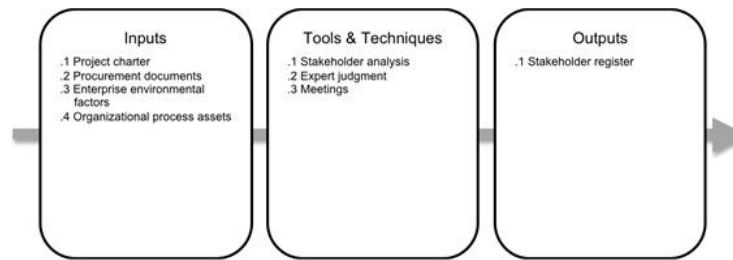 Inputs
.1 Project charter
.2 Procurement documents
.3 Enterprise environmental
factors
.4 Organizational process assets
Tools & Techniques
.1 Stakeholder analysis
.2 Expert judgment
.3 Meetings
Outputs
.1 Stakeholder register